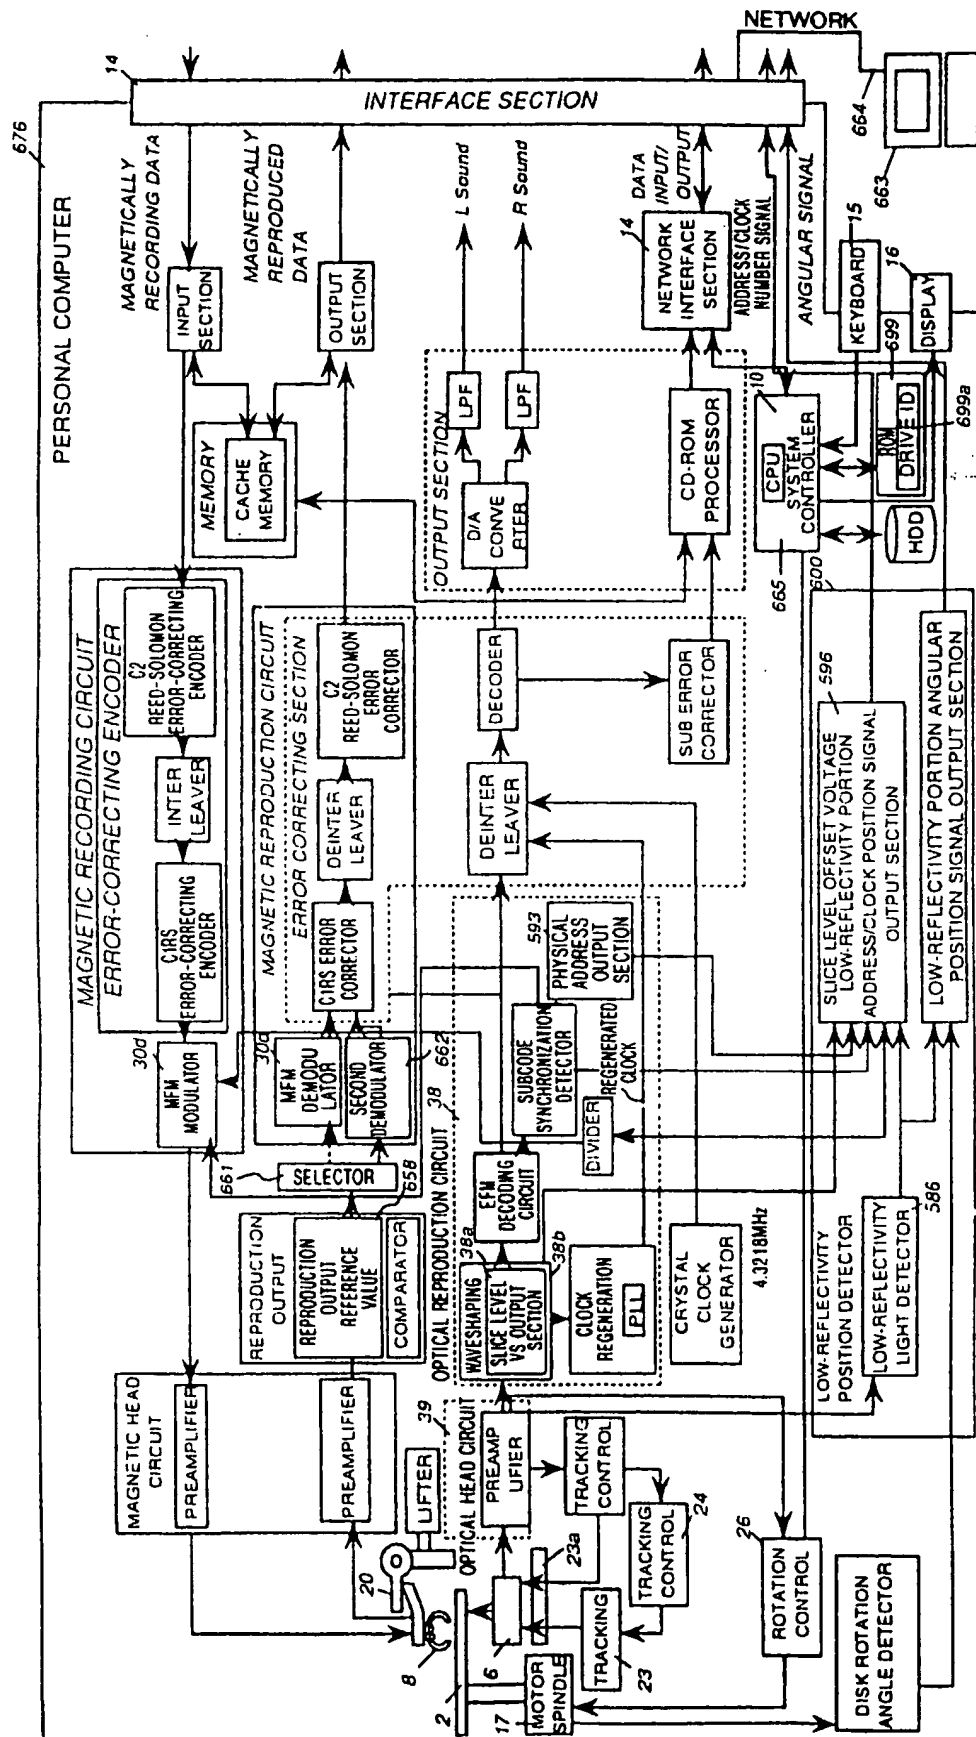 676
PERSONAL COMPUTER
NETWORK
14
INTERFACE SECTION
664
663
MAGNETICALLY
RECORDING DATA
MAGNETICALLY
REPRODUCED
DATA
L Sound
R Sound
DATA
INPUT/
OUTPUT
ADDRESS/CLOCK
NUMBER SIGNAL
ANGULAR SIGNAL
INPUT
SECTION
OUTPUT
SECTION
14
NETWORK
INTERFACE
SECTION
15
KEYBOARD
16
DISPLAY
699
ROM
DRIVE ID
699a
MEMORY
CACHE
MEMORY
OUTPUT SECTION
LPF
LPF
D/A
CONVE
RTER
CD-ROM
PROCESSOR
10
CPU
SYSTEM
CONTROLLER
665
HDD
MAGNETIC RECORDING CIRCUIT
ERROR-CORRECTING ENCODER
C2
REED-SOLOMON
ERROR-CORRECTING
ENCODER
INTER
LEAVER
C1RS
ERROR-CORRECTING
ENCODER
30d
MFM
MODULATOR
MAGNETIC REPRODUCTION CIRCUIT
ERROR CORRECTING SECTION
C2
REED-SOLOMON
ERROR
CORRECTOR
DEINTER
LEAVER
C1RS ERROR
CORRECTOR
30d
MFM
DEMODU
LATOR
SECOND
DEMODULATOR
662
DECODER
SUB ERROR
CORRECTOR
DEINTER
LEAVER
600
596
SLICE LEVEL OFFSET VOLTAGE
LOW-REFLECTIVITY PORTION
ADDRESS/CLOCK POSITION SIGNAL
OUTPUT SECTION
LOW-REFLECTIVITY PORTION ANGULAR
POSITION SIGNAL OUTPUT SECTION
LOW-REFLECTIVITY
POSITION DETECTOR
LOW-REFLECTIVITY
LIGHT DETECTOR
586
661
SELECTOR
658
REPRODUCTION
OUTPUT
REPRODUCTION
OUTPUT
REFERENCE
VALUE
COMPARATOR
OPTICAL REPRODUCTION CIRCUIT
38
593
PHYSICAL
ADDRESS
OUTPUT
SECTION
SUBCODE
SYNCHRONIZATION
DETECTOR
REGENERATED
CLOCK
DIVIDER
EFM
DECODING
CIRCUIT
38a
38b
WAVESHAPING
SLICE LEVEL
VS OUTPUT
SECTION
CLOCK
REGENERATION
PLL
CRYSTAL
CLOCK
GENERATOR
4.3218MHz
MAGNETIC HEAD
CIRCUIT
PREAMPLIFIER
PREAMPLIFIER
LIFTER
20
39
OPTICAL HEAD CIRCUIT
PREAMP
LIFIER
TRACKING
CONTROL
24
TRACKING
CONTROL
23a
TRACKING
23
26
ROTATION
CONTROL
8
2
6
17
MOTOR
SPINDLE
DISK ROTATION
ANGLE DETECTOR